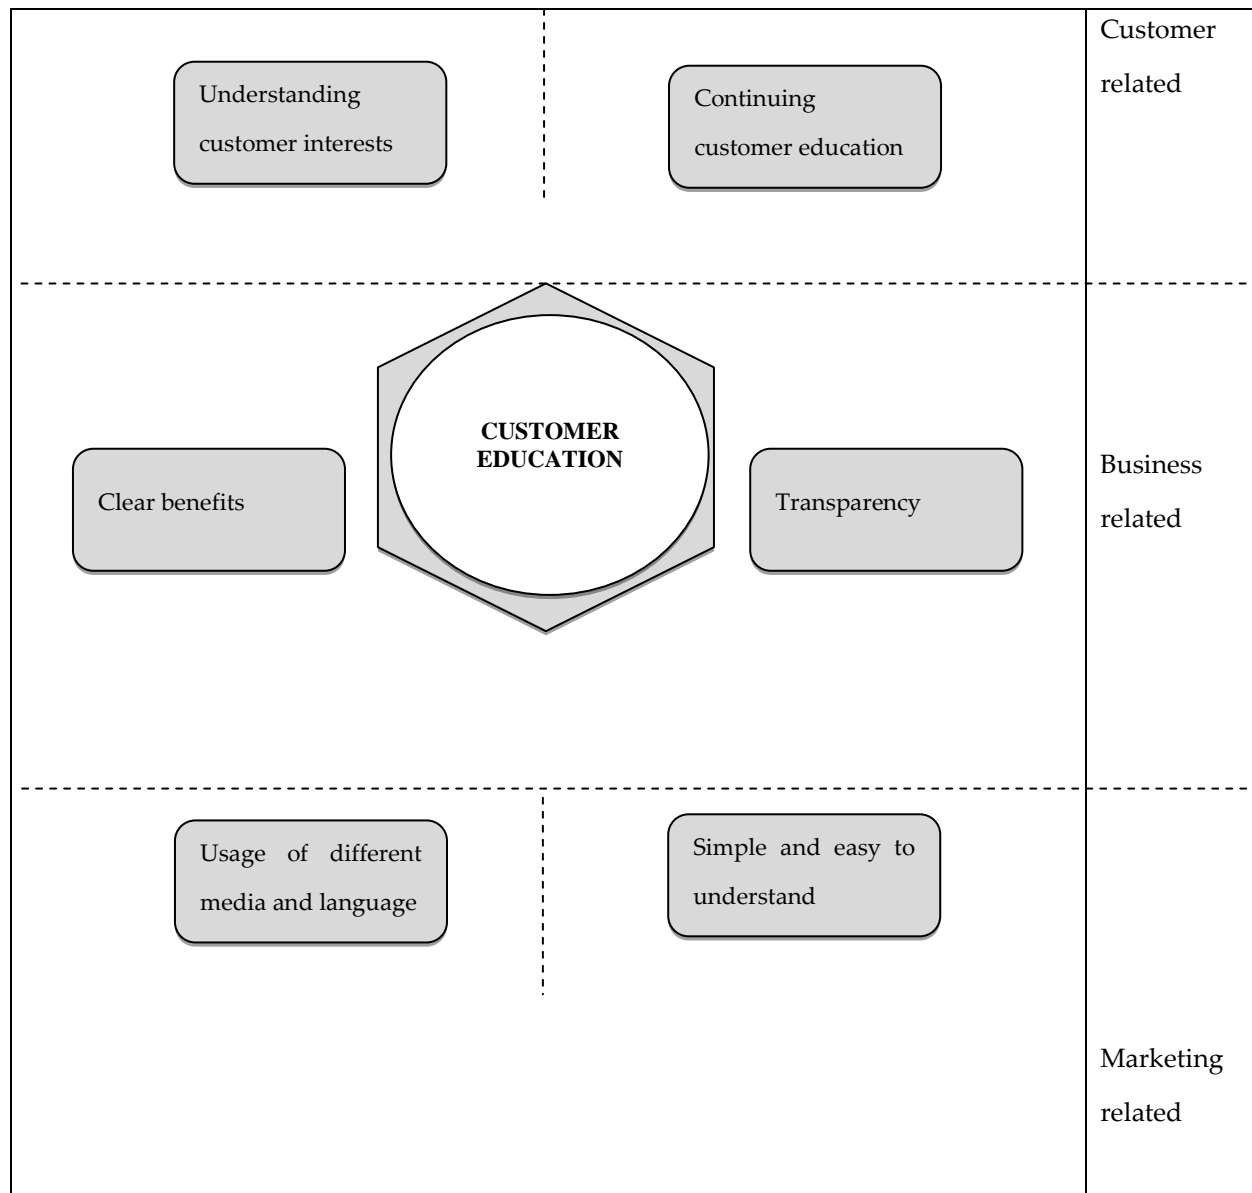 Customer
related
Understanding
customer interests
Continuing
customer education
CUSTOMER
EDUCATION
Clear benefits
Transparency
Business
related
Usage of different
media and language
Simple and easy to
understand
Marketing
related